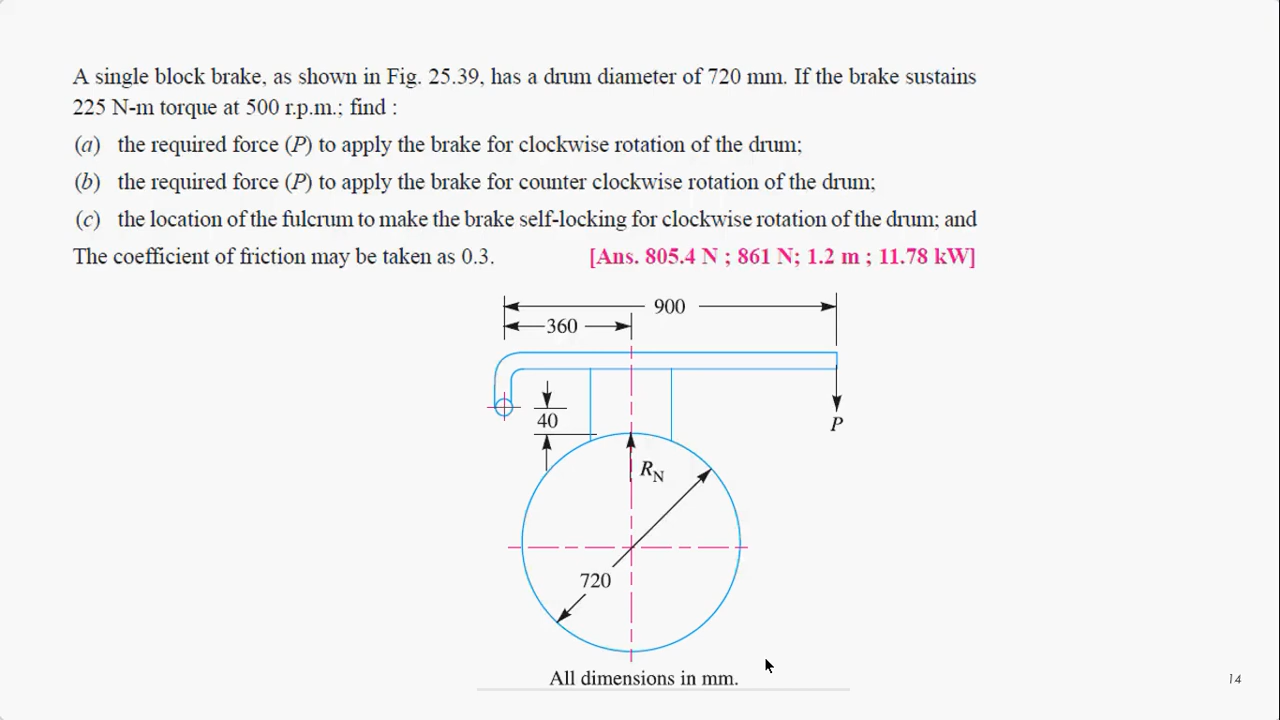 A single block brake, as shown in Fig. 25.39, has a drum diameter of 720 mm. If the brake sustains
225 N-m torque at 500 r.p.m.; find :
(a) the required force (P) to apply the brake for clockwise rotation of the drum;
(b) the required force (P) to apply the brake for counter clockwise rotation of the drum;
(c) the location of the fulcrum to make the brake self-locking for clockwise rotation of the drum; and
The coefficient of friction may be taken as 0.3. [Ans. 805.4 N ; 861 N; 1.2 m ; 11.78 kW]
900
360
40
P
RN
720
All dimensions in mm.
14